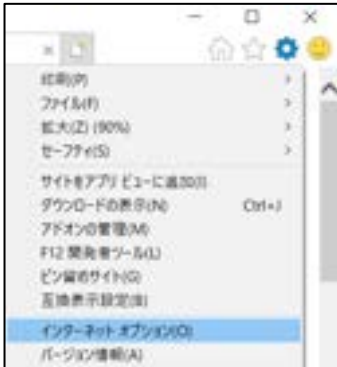 印刷(P)
ファイル(F)
拡大(Z) (90%)
セーフティ(S)
サイトをアプリ ビューに追加(I)
ダウンロードの表示(N) Ctrl+J
アドオンの管理(M)
F12 開発者ツール(L)
ピン留めサイト(G)
互換表示設定(B)
インターネット オプション(O)
バージョン情報(A)